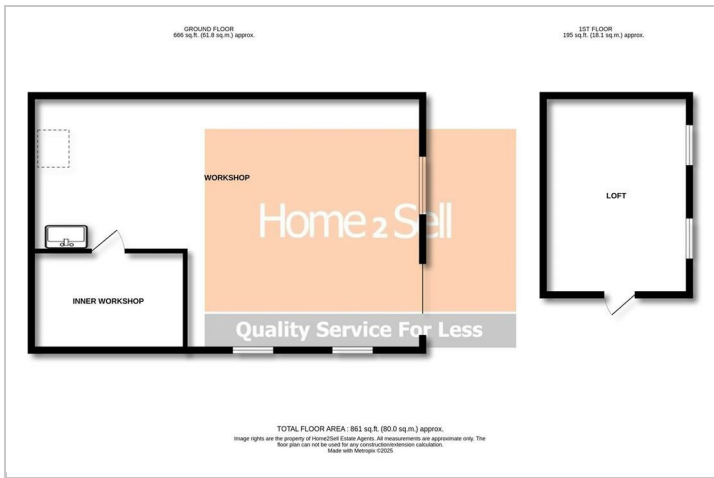 GROUND FLOOR
666 sq.ft. (61.8 sq.m.) approx.
1ST FLOOR
195 sq.ft. (18.1 sq.m.) approx.
WORKSHOP
LOFT
Home2Sell
INNER WORKSHOP
Quality Service For Less
TOTAL FLOOR AREA : 861 sq.ft. (80.0 sq.m.) approx.
Image rights are the property of Home2Sell Estate Agents. All measurements are approximate only. The
floor plan can not be used for any construction/extension calculation.
Made with Metropix ©2025